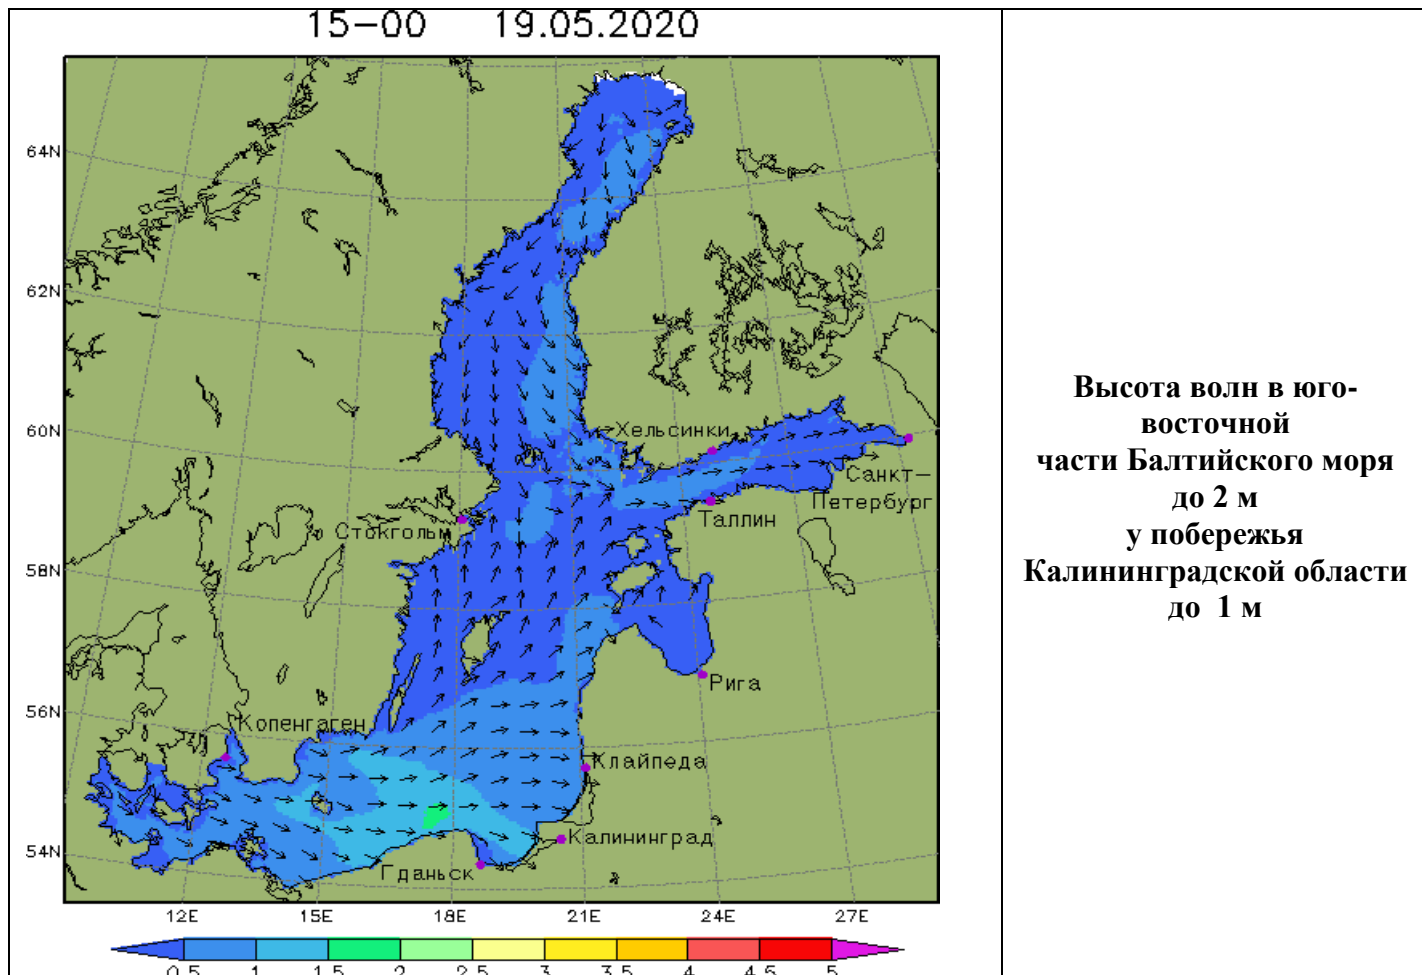 15-00 19.05.2020
64N
62N
60N
58N
56N
54N
Хельсинки
Санкт-
Петербург
Таллин
Стокгольм
Рига
Копенгаген
Клайпеда
Калининград
Гданьск
12E 15E 18E 21E 24E 27E
0.5 1 1.5 2 2.5 3 3.5 4 4.5 5
Высота волн в юго-
восточной
части Балтийского моря
до 2 м
у побережья
Калининградской области
до 1 м